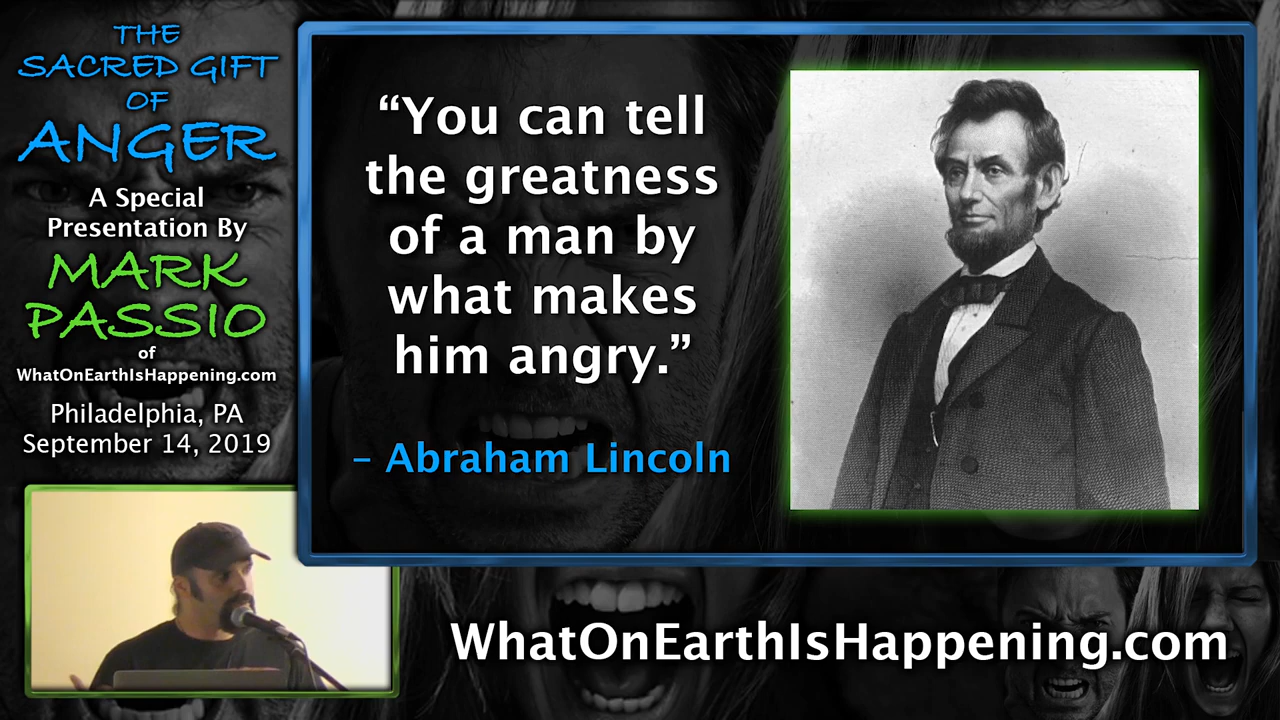 THE
SACRED GIFT
OF
ANGER
A Special
Presentation By
MARK
PASSIO
of
WhatOnEarthIsHappening.com
Philadelphia, PA
September 14, 2019
“You can tell
the greatness
of a man by
what makes
him angry.”
– Abraham Lincoln
WhatOnEarthIsHappening.com